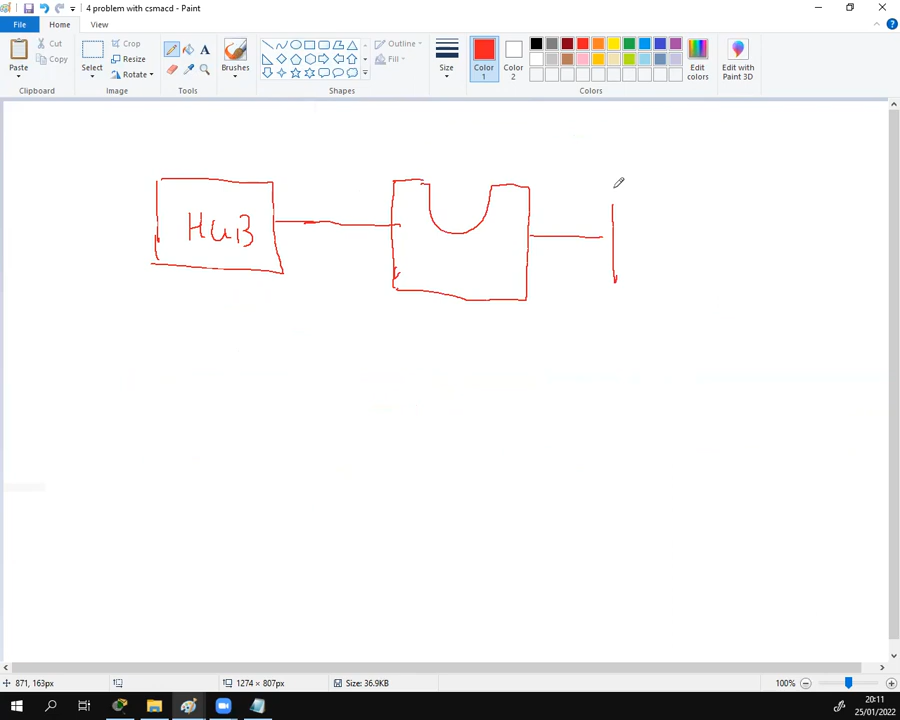 4 problem with csmacd - Paint
File Home View
Paste Cut Copy Clipboard
Select Crop Resize Rotate Image
Tools
Brushes
Outline Fill Shapes
Size
Color 1
Color 2
Colors
Edit colors
Edit with Paint 3D
HuB
871, 163px 1274 × 807px Size: 36.9KB 100%
20:11
25/01/2022